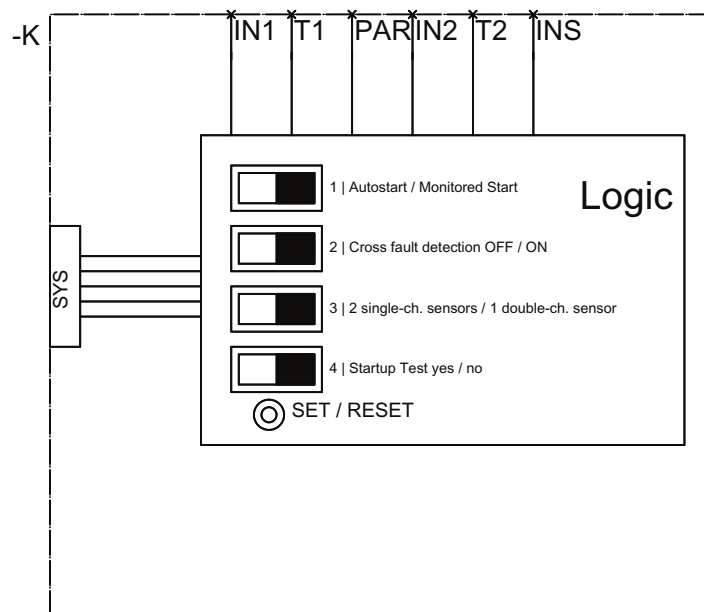 -K
IN1 T1 PAR IN2 T2 INS
1 | Autostart / Monitored Start
Logic
2 | Cross fault detection OFF / ON
SYS
3 | 2 single-ch. sensors / 1 double-ch. sensor
4 | Startup Test yes / no
SET / RESET